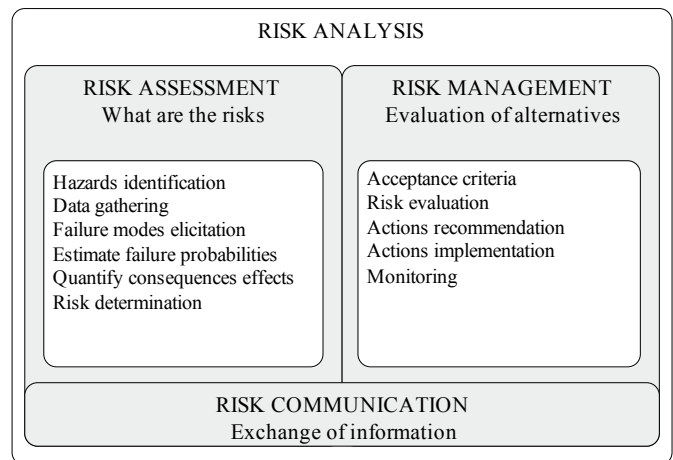 RISK ANALYSIS
RISK ASSESSMENT
What are the risks
Hazards identification
Data gathering
Failure modes elicitation
Estimate failure probabilities
Quantify consequences effects
Risk determination
RISK MANAGEMENT
Evaluation of alternatives
Acceptance criteria
Risk evaluation
Actions recommendation
Actions implementation
Monitoring
RISK COMMUNICATION
Exchange of information